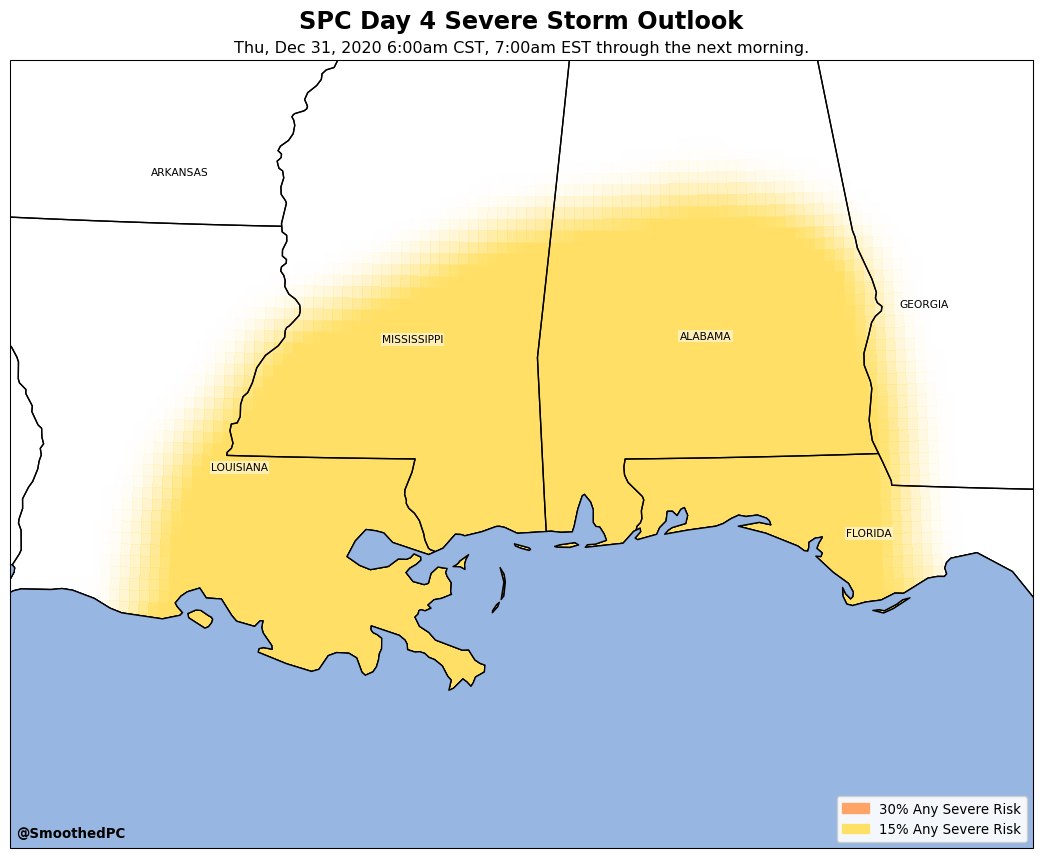 SPC Day 4 Severe Storm Outlook
Thu, Dec 31, 2020 6:00am CST, 7:00am EST through the next morning.
ARKANSAS
GEORGIA
MISSISSIPPI
ALABAMA
LOUISIANA
FLORIDA
30% Any Severe Risk
15% Any Severe Risk
@SmoothedPC